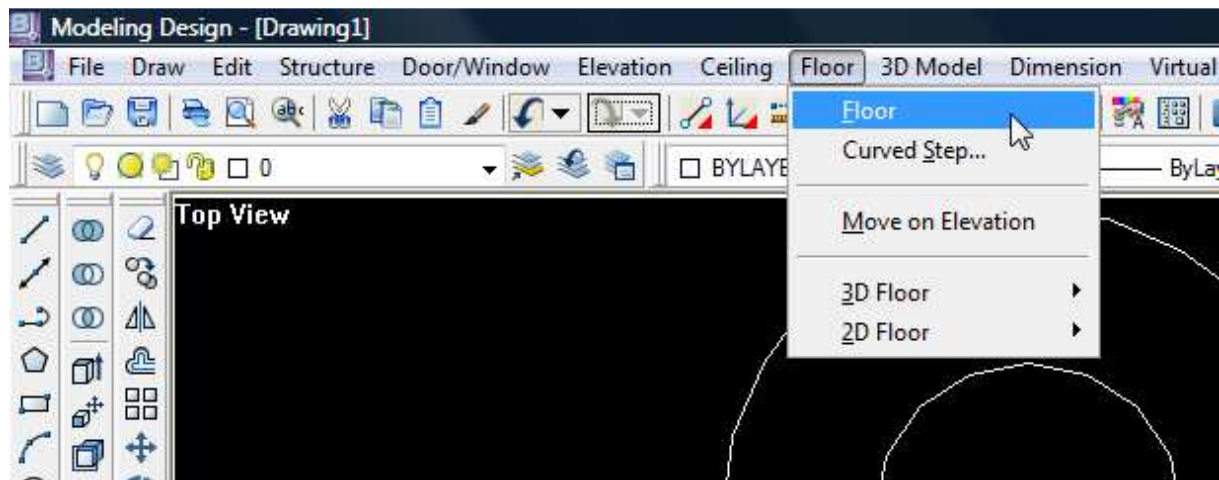 Modeling Design - [Drawing1]
File Draw Edit Structure Door/Window Elevation Ceiling Floor 3D Model Dimension Virtual
abc
Floor
Curved Step...
0
BYLAYE
ByLay
Move on Elevation
Top View
3D Floor
2D Floor